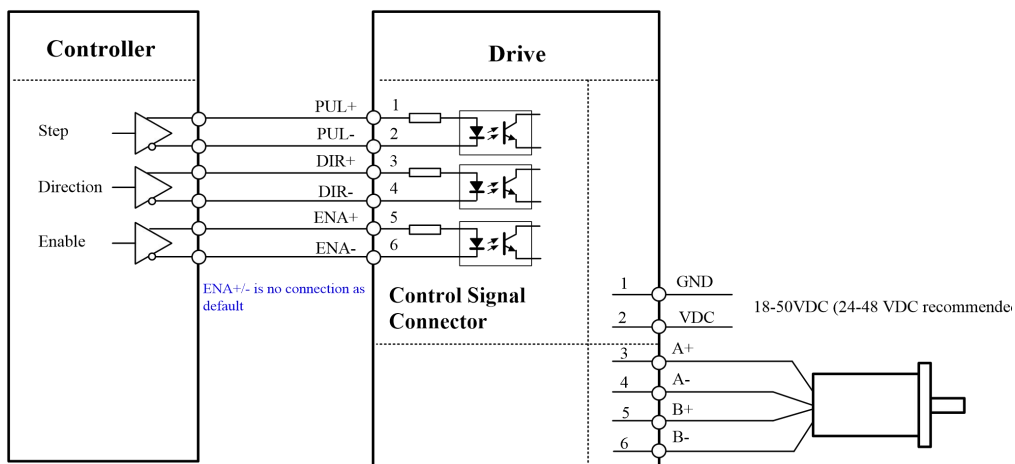 Controller
Drive
Step
Direction
Enable
PUL+
PUL-
DIR+
DIR-
ENA+
ENA-
1
2
3
4
5
6
ENA+/- is no connection as
default
Control Signal
Connector
1 GND
2 VDC
3 A+
4 A-
5 B+
6 B-
18-50VDC (24-48 VDC recommende